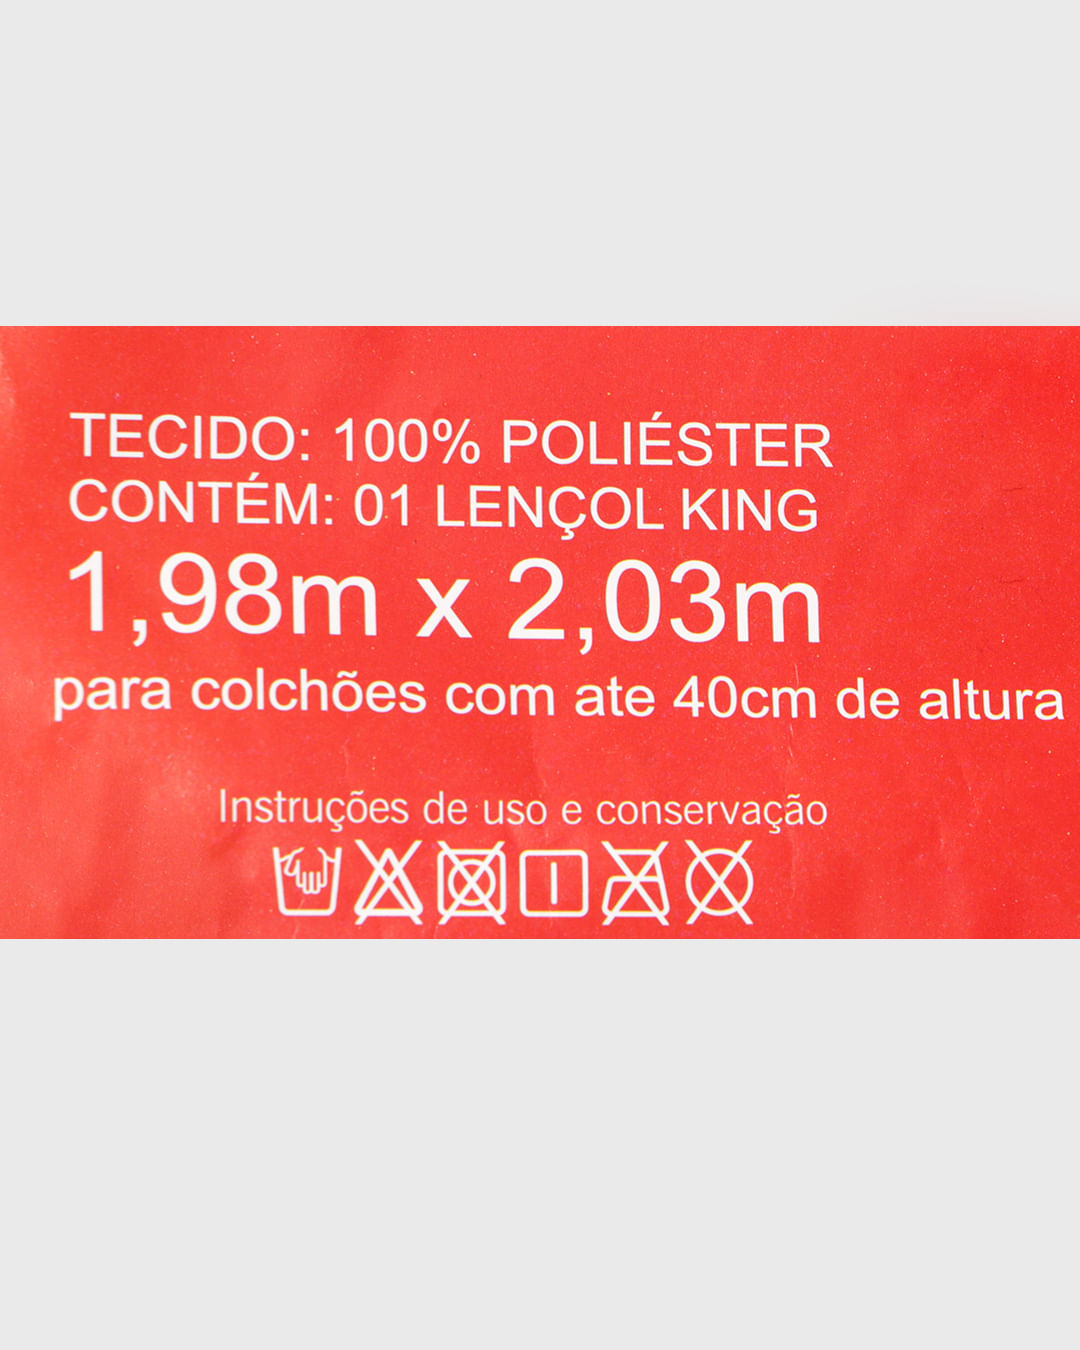 TECIDO: 100% POLIÉSTER
CONTÉM: 01 LENÇOL KING
1,98m x 2,03m
para colchões com ate 40cm de altura
Instruções de uso e conservação